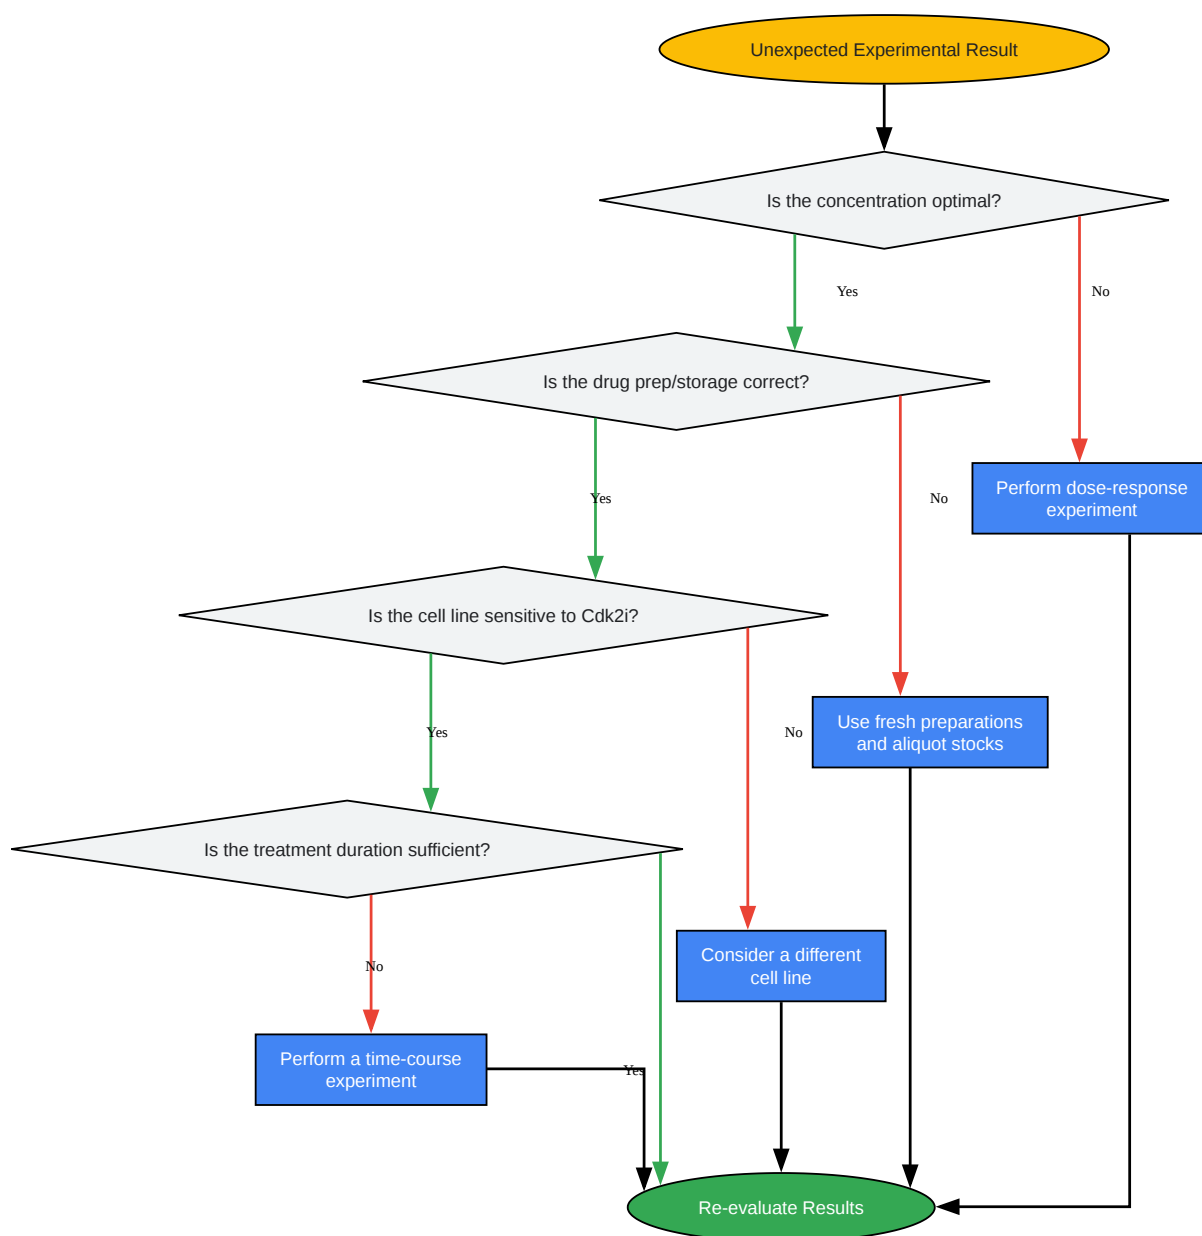 Unexpected Experimental Result
Is the concentration optimal?
Yes
No
Is the drug prep/storage correct?
Perform dose-response
experiment
Yes
No
Is the cell line sensitive to Cdk2i?
Use fresh preparations
and aliquot stocks
Yes
No
Is the treatment duration sufficient?
Consider a different
cell line
No
Perform a time-course
experiment
Yes
Re-evaluate Results